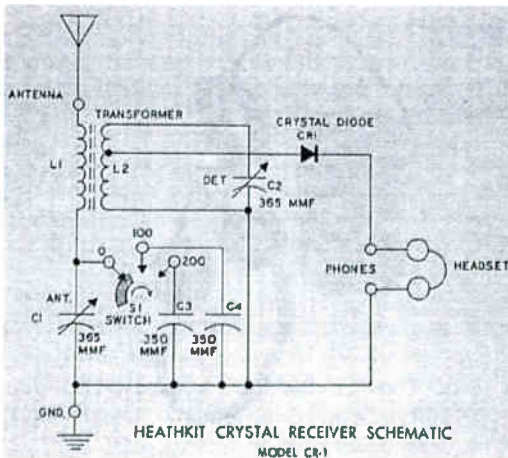 ANTENNA
TRANSFORMER
CRYSTAL DIODE
CR1
L1
L2
DET
C2
365 MMF
100
0
200
PHONES
HEADSET
ANT.
C1
S1
SWITCH
C3
C4
365
MMF
350
MMF
350
MMF
GND.
HEATHKIT CRYSTAL RECEIVER SCHEMATIC
MODEL CR-1